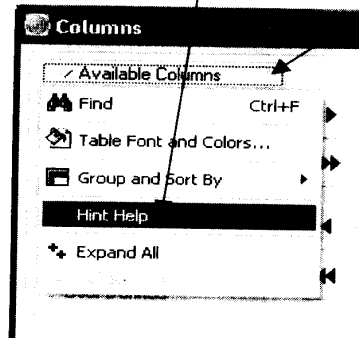 Columns
Available Columns
Find Ctrl+F
Table Font and Colors...
Group and Sort By
Hint Help
Expand All